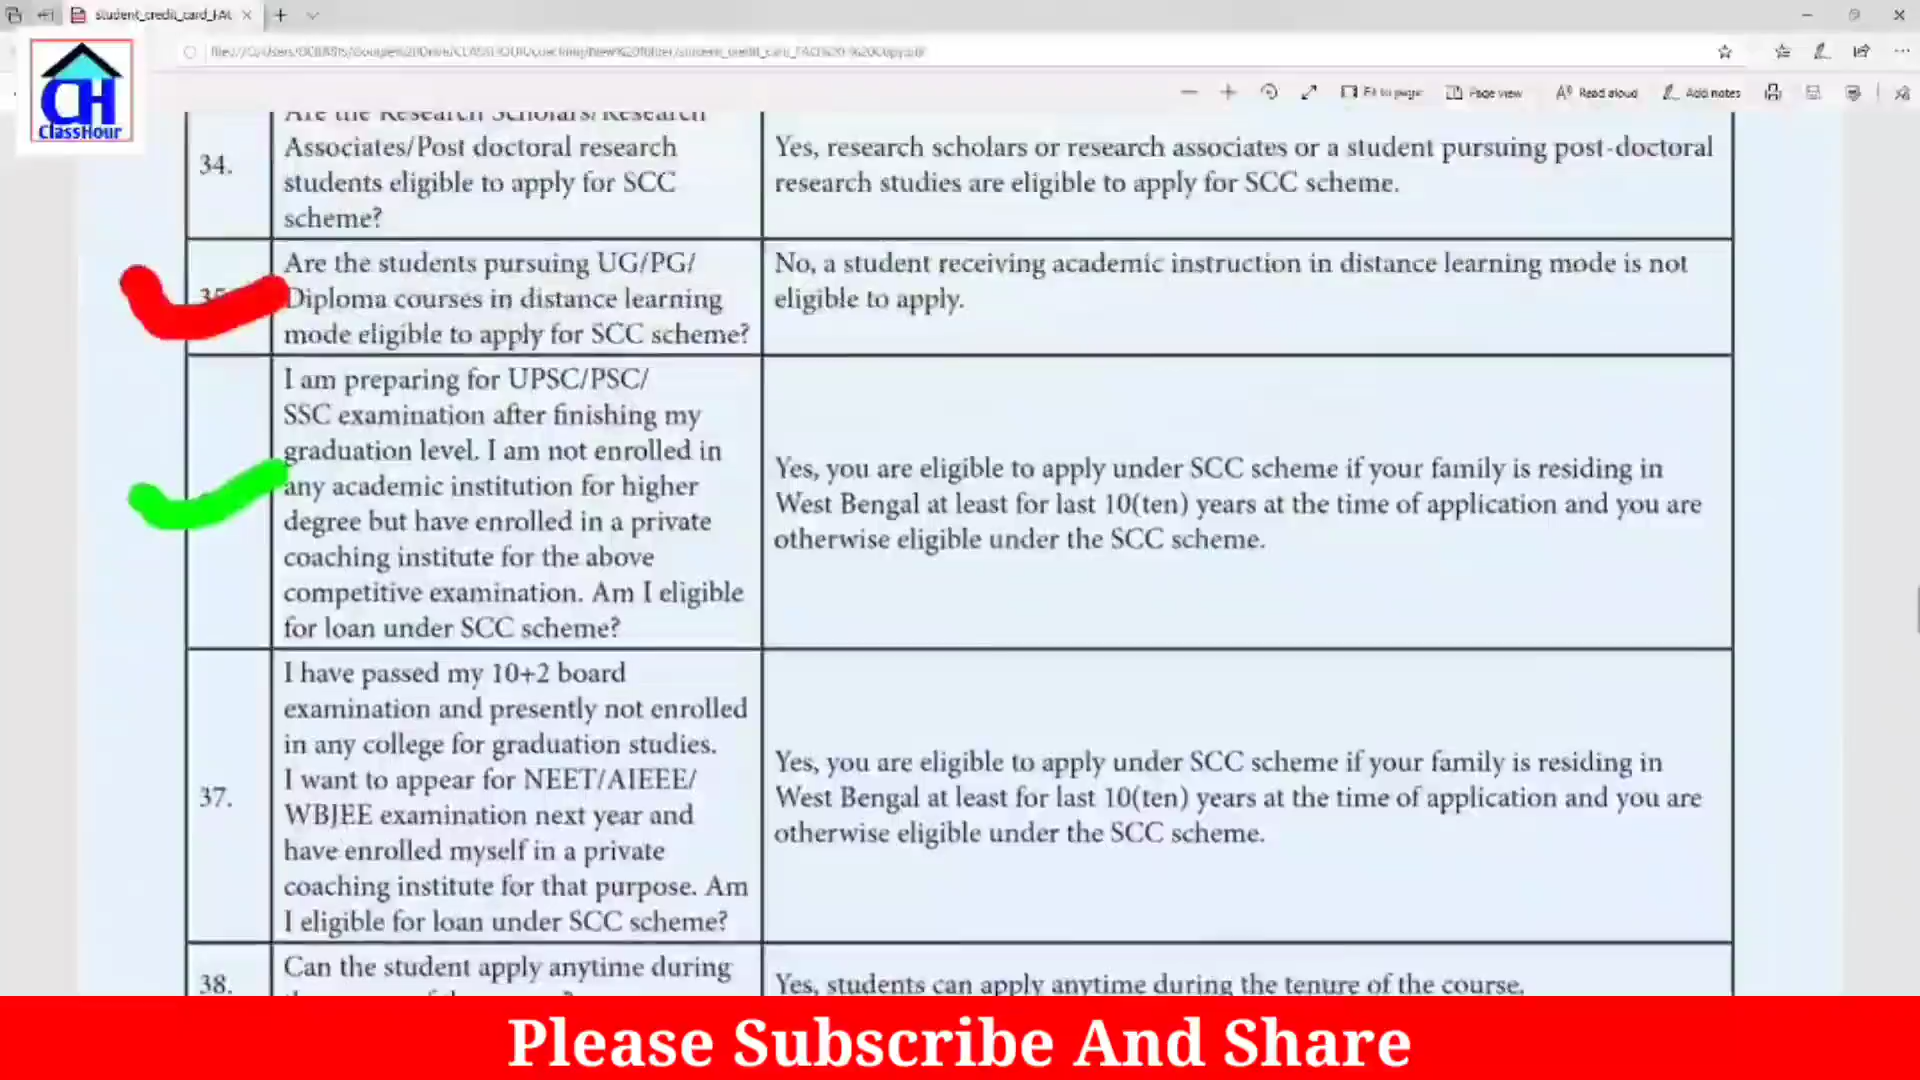 student_credit_card_FAQ
CH
ClassHour
Fit to page
Page view
Read aloud
Add notes
Are the Research Scholars/Research
34.
Associates/Post doctoral research
students eligible to apply for SCC
scheme?
Yes, research scholars or research associates or a student pursuing post-doctoral
research studies are eligible to apply for SCC scheme.
Are the students pursuing UG/PG/
Diploma courses in distance learning
mode eligible to apply for SCC scheme?
No, a student receiving academic instruction in distance learning mode is not
eligible to apply.
I am preparing for UPSC/PSC/
SSC examination after finishing my
graduation level. I am not enrolled in
any academic institution for higher
degree but have enrolled in a private
coaching institute for the above
competitive examination. Am I eligible
for loan under SCC scheme?
Yes, you are eligible to apply under SCC scheme if your family is residing in
West Bengal at least for last 10(ten) years at the time of application and you are
otherwise eligible under the SCC scheme.
37.
I have passed my 10+2 board
examination and presently not enrolled
in any college for graduation studies.
I want to appear for NEET/AIEEE/
WBJEE examination next year and
have enrolled myself in a private
coaching institute for that purpose. Am
I eligible for loan under SCC scheme?
Yes, you are eligible to apply under SCC scheme if your family is residing in
West Bengal at least for last 10(ten) years at the time of application and you are
otherwise eligible under the SCC scheme.
38.
Can the student apply anytime during
Yes, students can apply anytime during the tenure of the course.
Please Subscribe And Share